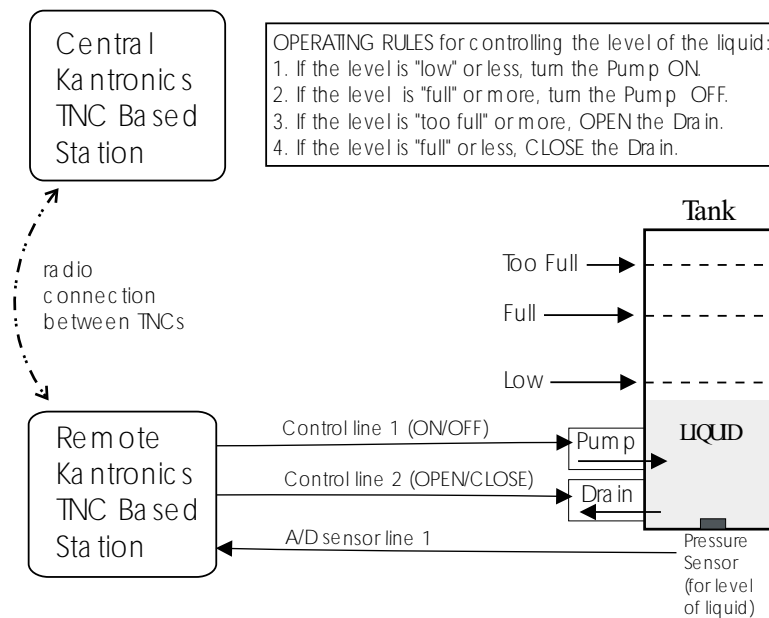 Central
Kantronics
TNC Based
Station
OPERATING RULES for controlling the level of the liquid:
1. If the level is "low" or less, turn the Pump ON.
2. If the level is "full" or more, turn the Pump OFF.
3. If the level is "too full" or more, OPEN the Drain.
4. If the level is "full" or less, CLOSE the Drain.
Tank
radio
connection
between TNCs
Too Full
Full
Low
Remote
Kantronics
TNC Based
Station
Control line 1 (ON/OFF)
Pump
LIQUID
Control line 2 (OPEN/CLOSE)
Drain
A/D sensor line 1
Pressure
Sensor
(for level
of liquid)